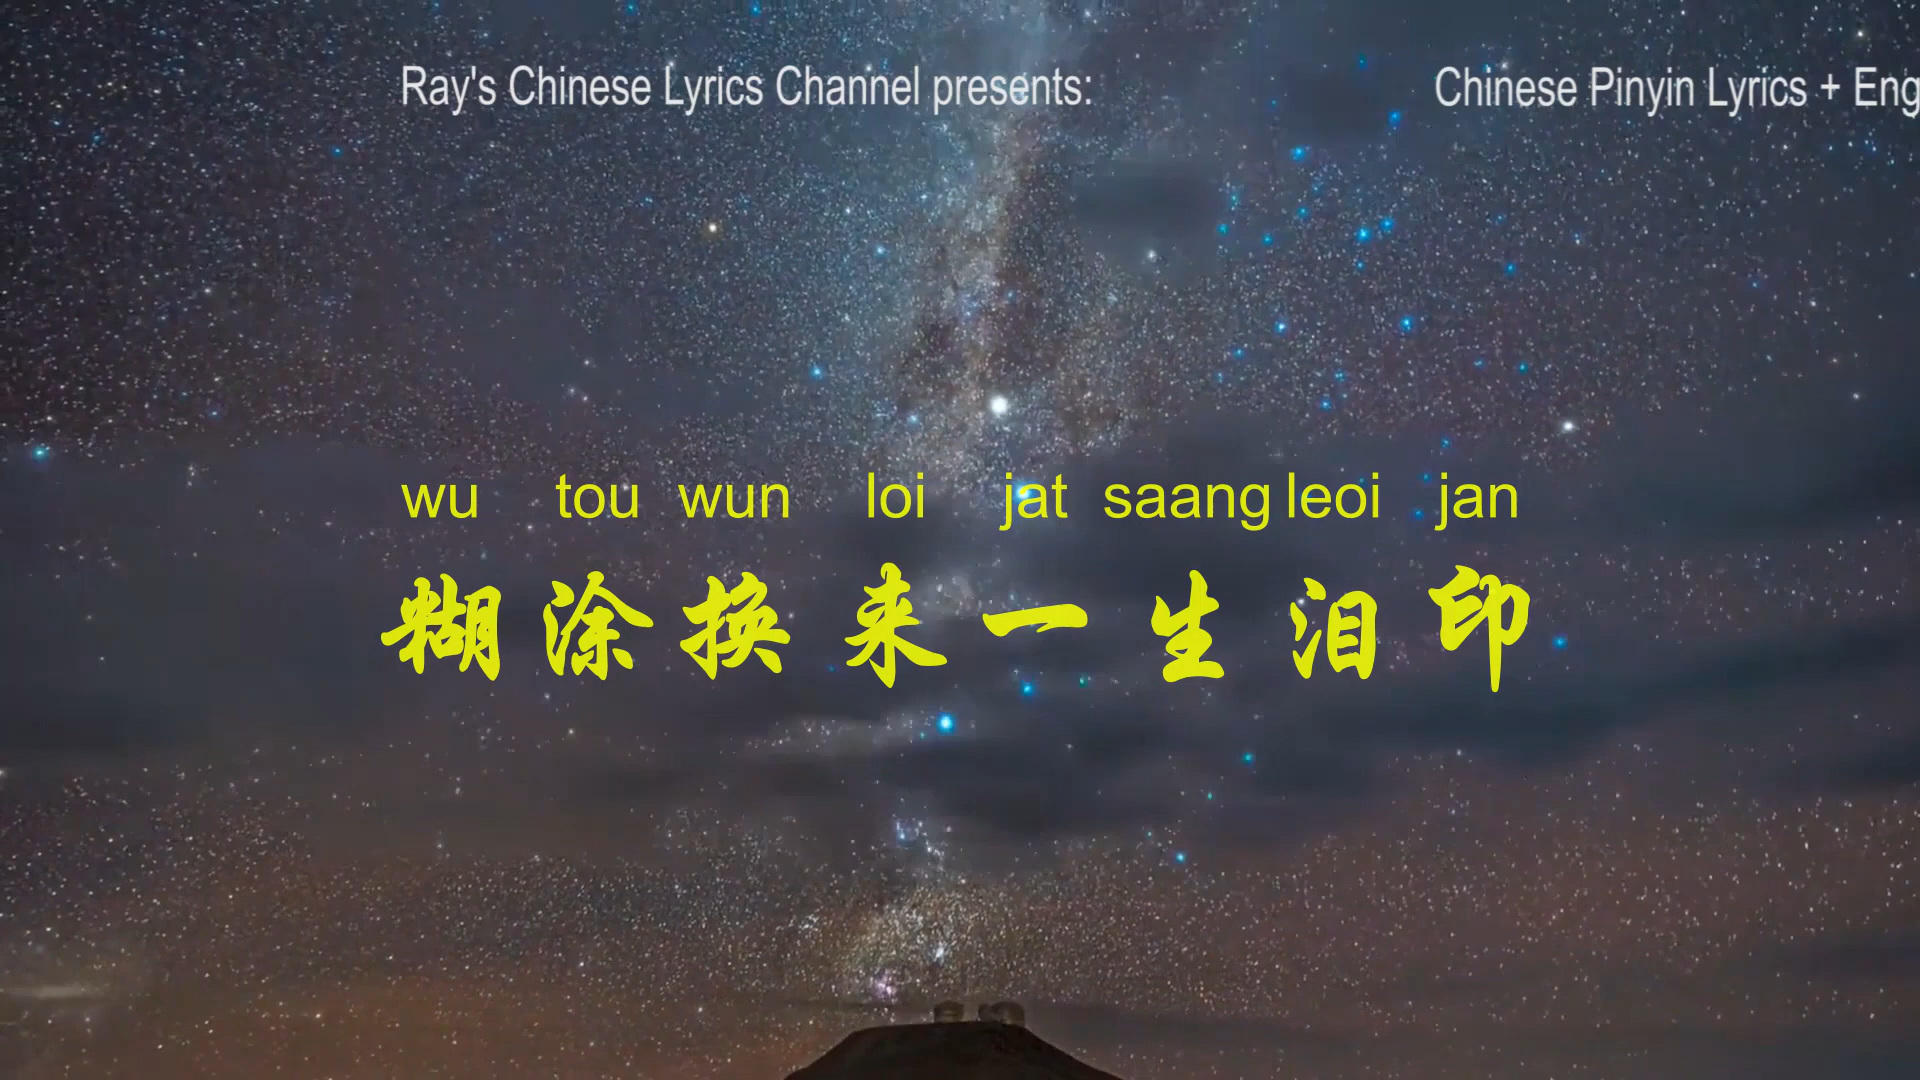 Ray's Chinese Lyrics Channel presents: Chinese Pinyin Lyrics + Eng
wu tou wun loi jat saang leoi jan
糊涂换来一生泪印